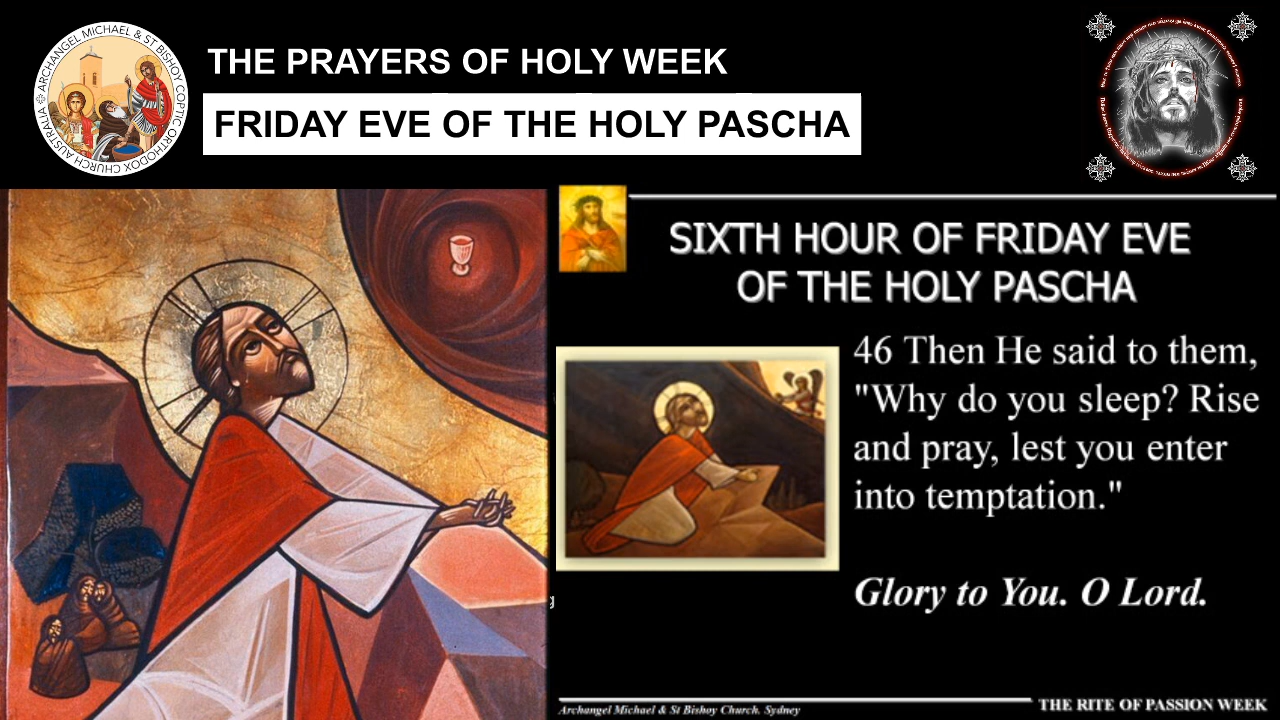 ARCHANGEL MICHAEL & ST BISHOY COPTIC ORTHODOX CHURCH AUSTRALIA
THE PRAYERS OF HOLY WEEK
FRIDAY EVE OF THE HOLY PASCHA
SIXTH HOUR OF FRIDAY EVE
OF THE HOLY PASCHA
46 Then He said to them,
"Why do you sleep? Rise
and pray, lest you enter
into temptation."
Glory to You. O Lord.
g
Archangel Michael & St Bishoy Church. Sydney
THE RITE OF PASSION WEEK